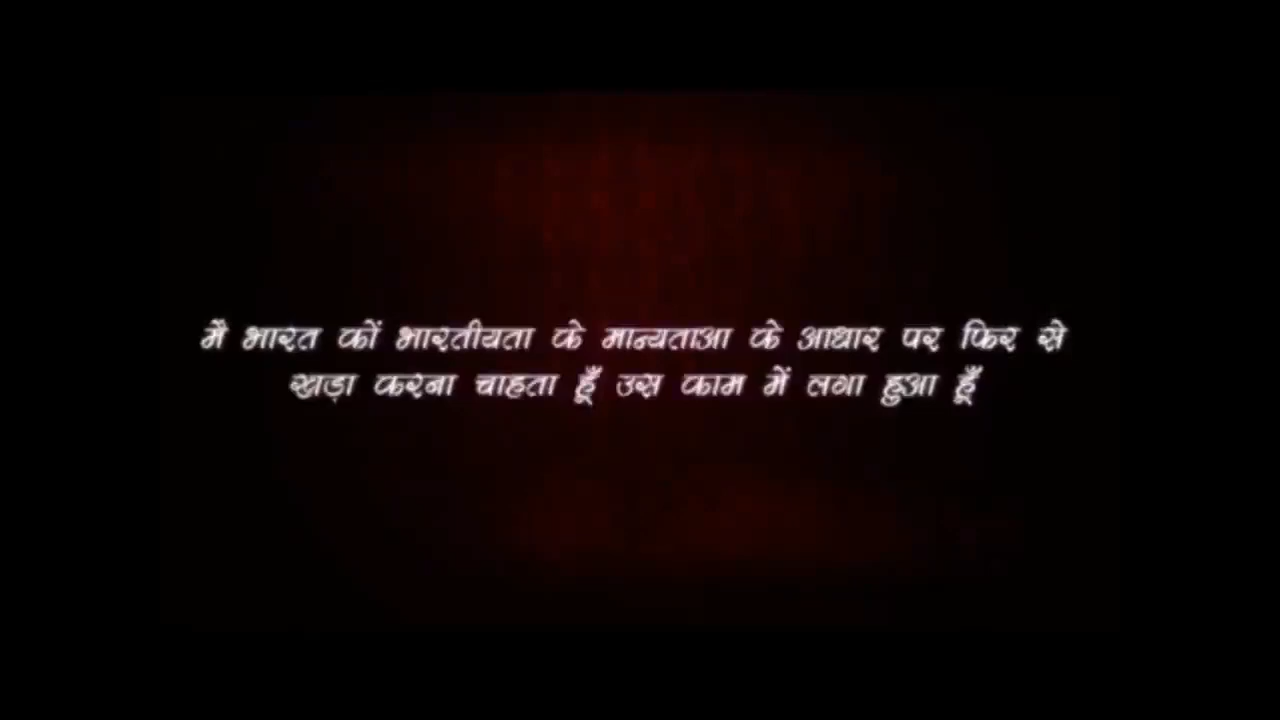 मै भारत कों भारतीयता के मान्यताआ के आधार पर फिर से
खड़ा करना चाहता हूँ उस काम में लगा हुआ हूँ